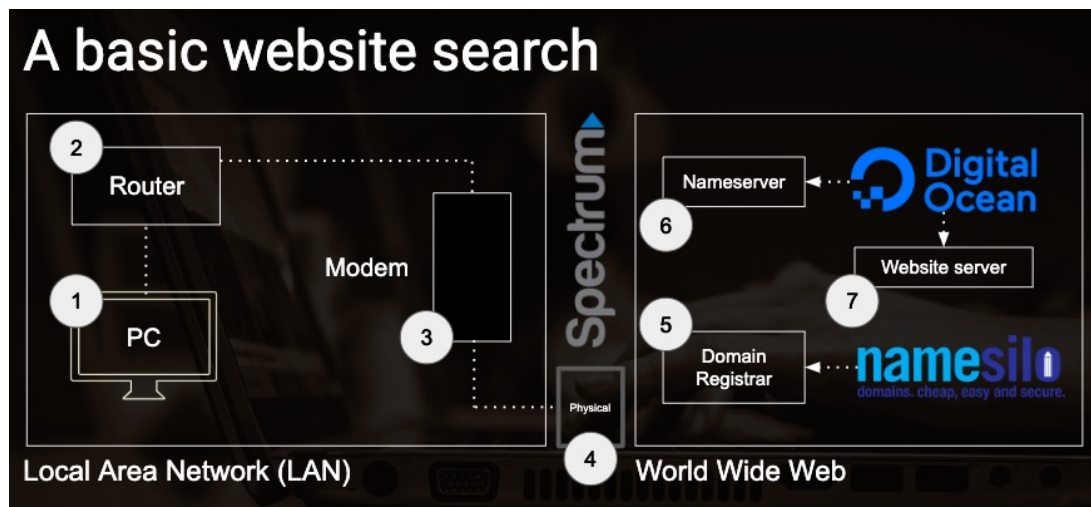 A basic website search
2
Router
1
PC
Modem
3
Local Area Network (LAN)
Spectrum
Physical
4
Nameserver
6
Digital
Ocean
Website server
7
5
Domain
Registrar
namesilo
domains. cheap, easy and secure.
World Wide Web